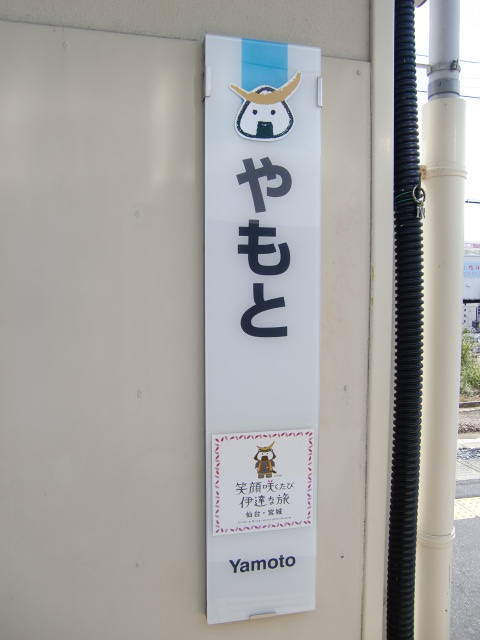 やもと
笑顔咲くたび
伊達な旅
仙台・宮城
Yamoto